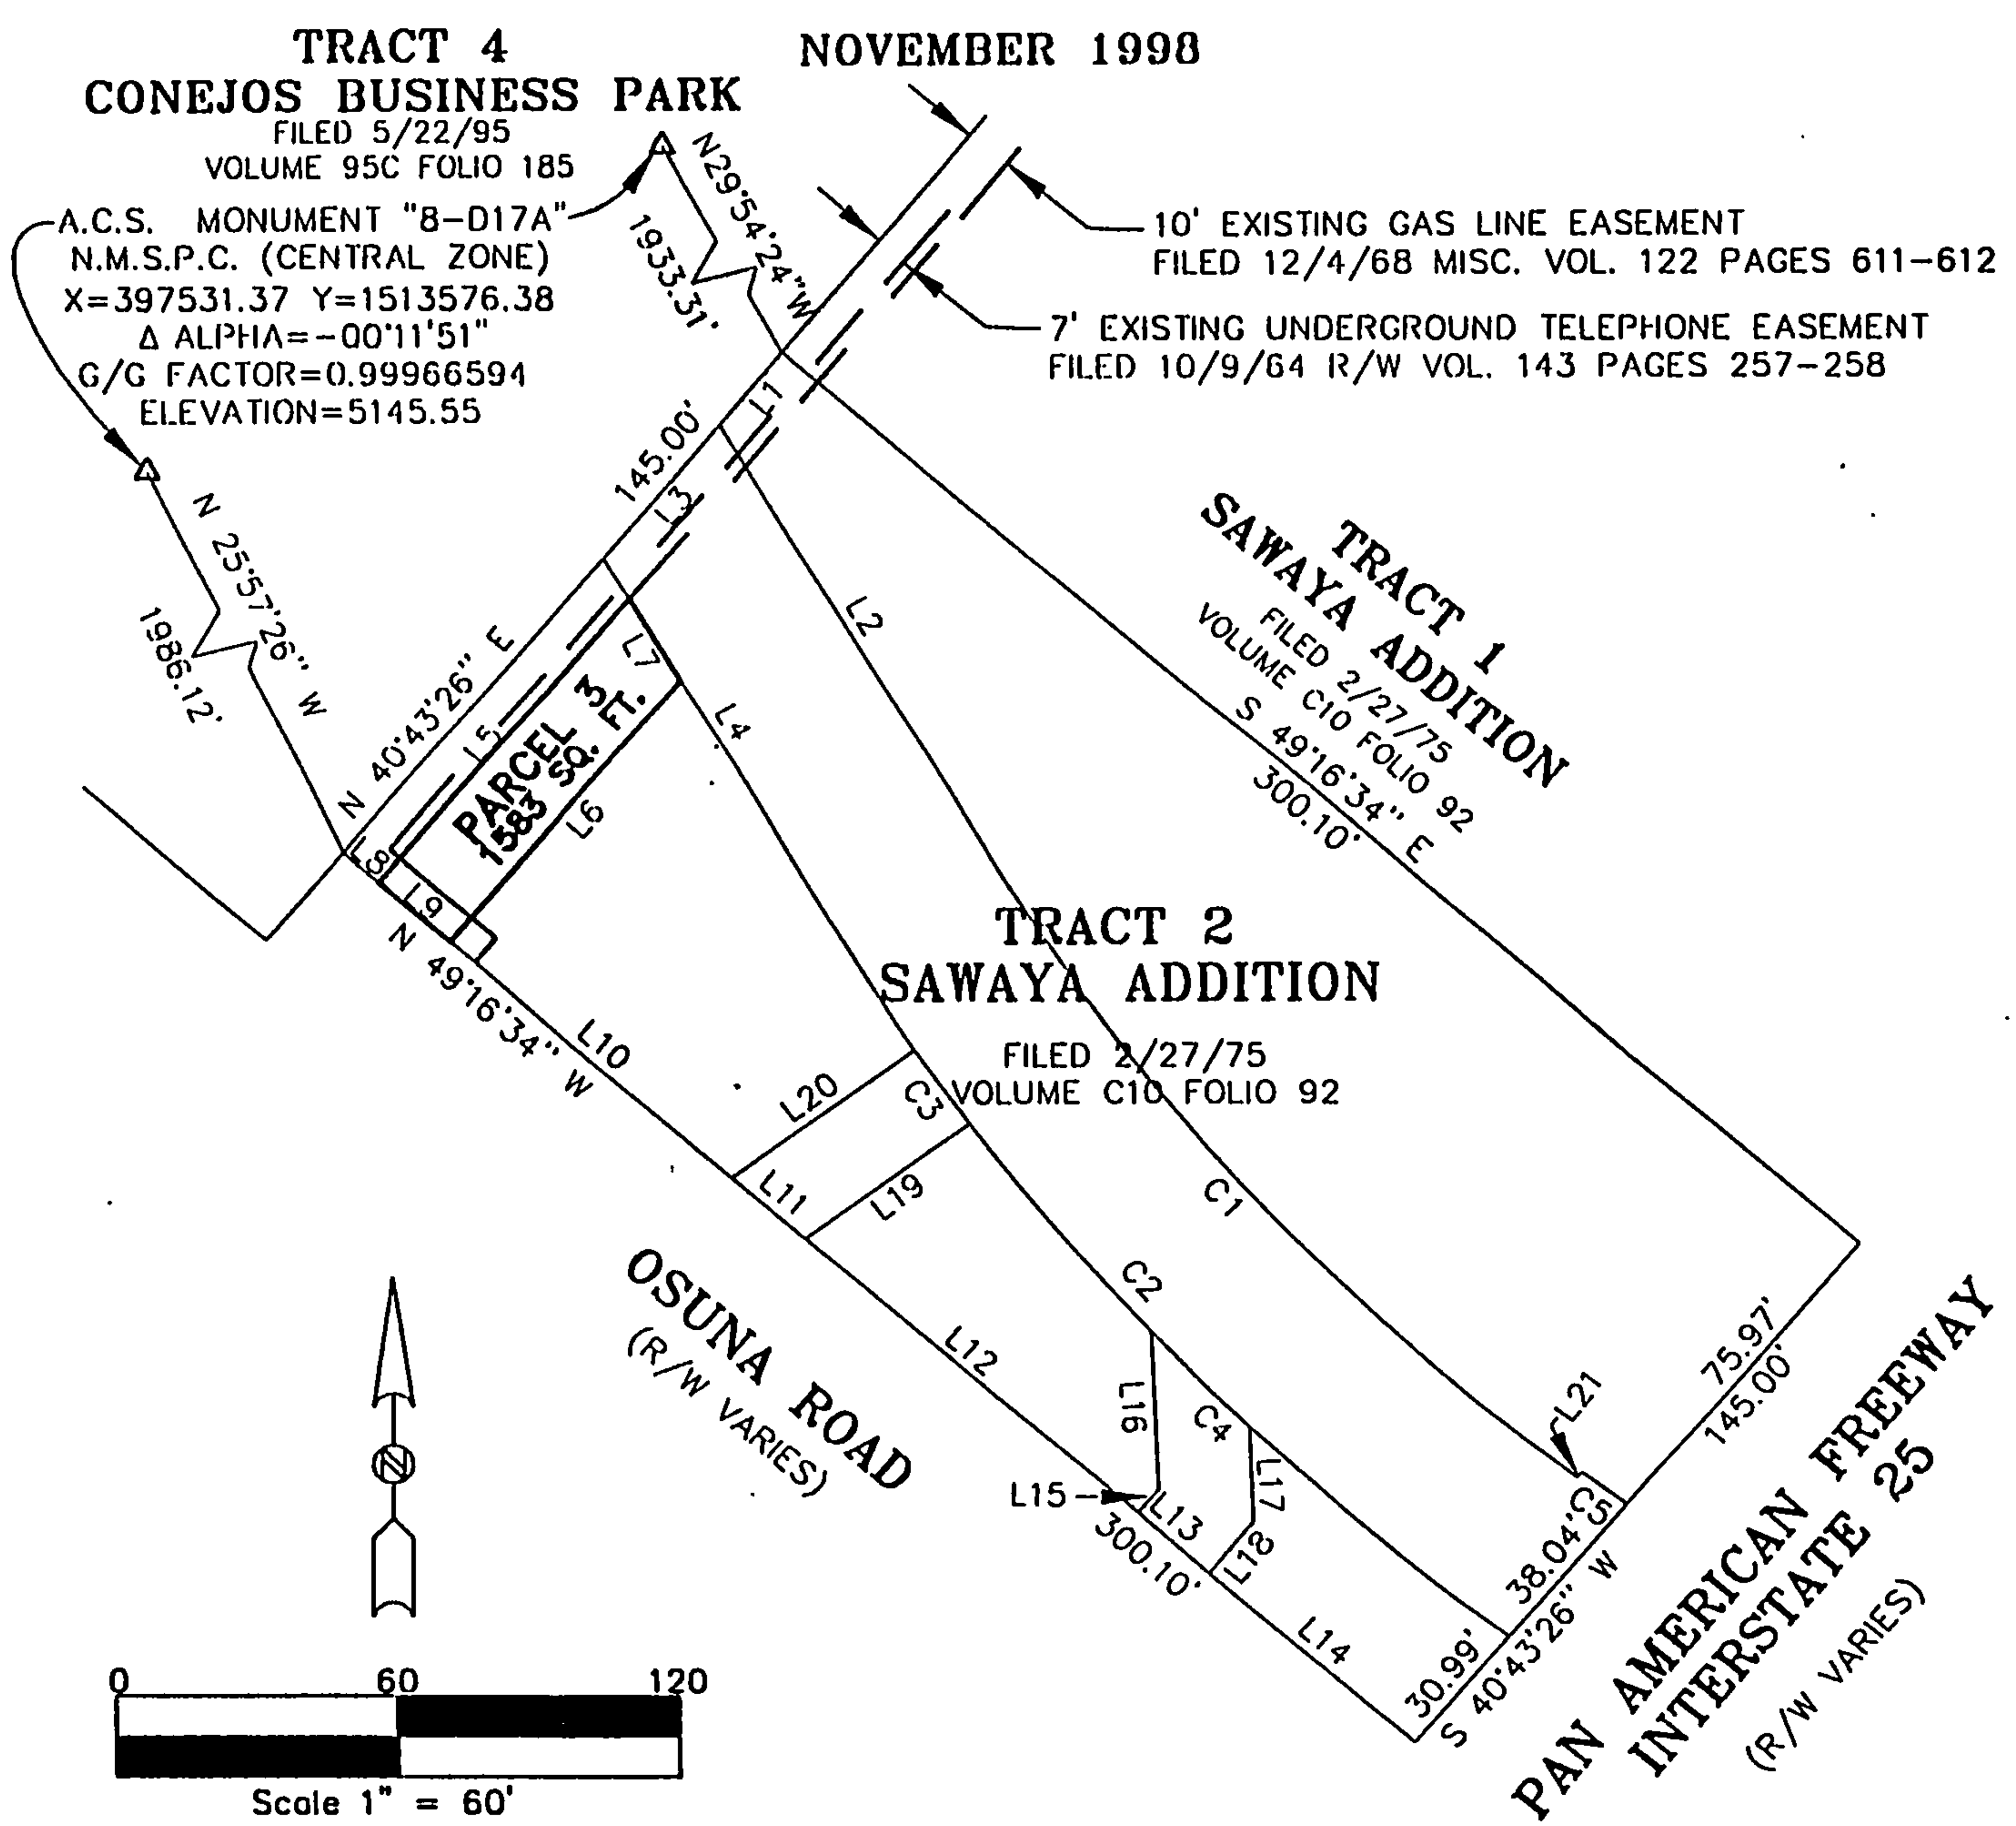 TRACT 4
CONEJOS BUSINESS PARK
FILED 5/22/95
VOLUME 95C FOLIO 185
NOVEMBER 1998
A.C.S. MONUMENT "8-D17A"
N.M.S.P.C. (CENTRAL ZONE)
X=397531.37 Y=1513576.38
Δ ALPHA=-00°11'51"
G/G FACTOR=0.99966594
ELEVATION=5145.55
N29°54'24"W
1933.31'
10' EXISTING GAS LINE EASEMENT
FILED 12/4/68 MISC. VOL. 122 PAGES 611-612
7' EXISTING UNDERGROUND TELEPHONE EASEMENT
FILED 10/9/64 R/W VOL. 143 PAGES 257-258
L1
145.00'
L3
N 25°57'26" W
1986.12'
N 40°43'26" E
L2
L7
L5
L4
PARCEL 3
1583 SQ. FT.
L6
L8
L9
TRACT 1
SAWAYA ADDITION
FILED 2/27/75
VOLUME C10 FOLIO 92
S 49°16'34" E
300.10'
TRACT 2
SAWAYA ADDITION
FILED 2/27/75
VOLUME C10 FOLIO 92
N 49°16'34" W
L10
L20
C3
L11
L19
C1
C2
OSUNA ROAD
(R/W VARIES)
L12
L16
C4
L17
L15
L13
L18
300.10'
L14
L21
C5
75.97'
145.00'
38.04'
30.99'
S 40°43'26" W
PAN AMERICAN FREEWAY
INTERSTATE 25
(R/W VARIES)
N
0 60 120
Scale 1" = 60'